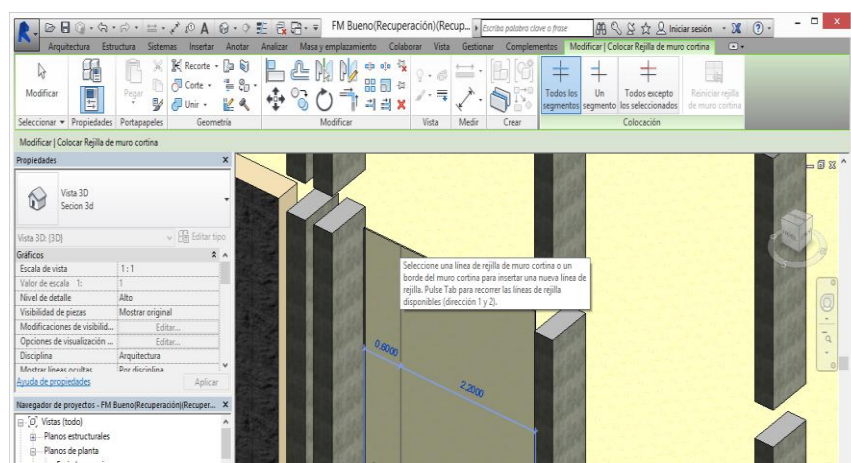 FM Bueno(Recuperación)(Recup...
Escriba palabra clave o frase
Iniciar sesión
Arquitectura Estructura Sistemas Insertar Anotar Analizar Masa y emplazamiento Colaborar Vista Gestionar Complementos Modificar | Colocar Rejilla de muro cortina
Modificar
Pegar
Recorte
Corte
Unir
Todos los segmentos
Un segmento
Todos excepto los seleccionados
Reiniciar rejilla de muro cortina
Seleccionar Propiedades Portapapeles Geometría Modificar Vista Medir Crear Colocación
Modificar | Colocar Rejilla de muro cortina
Propiedades X
Vista 3D
Secion 3d
Vista 3D: {3D} Editar tipo
Gráficos
Escala de vista 1 : 1
Valor de escala 1: 1
Nivel de detalle Alto
Visibilidad de piezas Mostrar original
Modificaciones de visibilid... Editar...
Opciones de visualización ... Editar...
Disciplina Arquitectura
Mostrar líneas ocultas Por disciplina
Ayuda de propiedades Aplicar
Navegador de proyectos - FM Bueno(Recuperación)(Recuper... X
Vistas (todo)
Planos estructurales
Planos de planta
Seleccione una línea de rejilla de muro cortina o un
borde del muro cortina para insertar una nueva línea de
rejilla. Pulse Tab para recorrer las líneas de rejilla
disponibles (dirección 1 y 2).
0.6000
2.2000